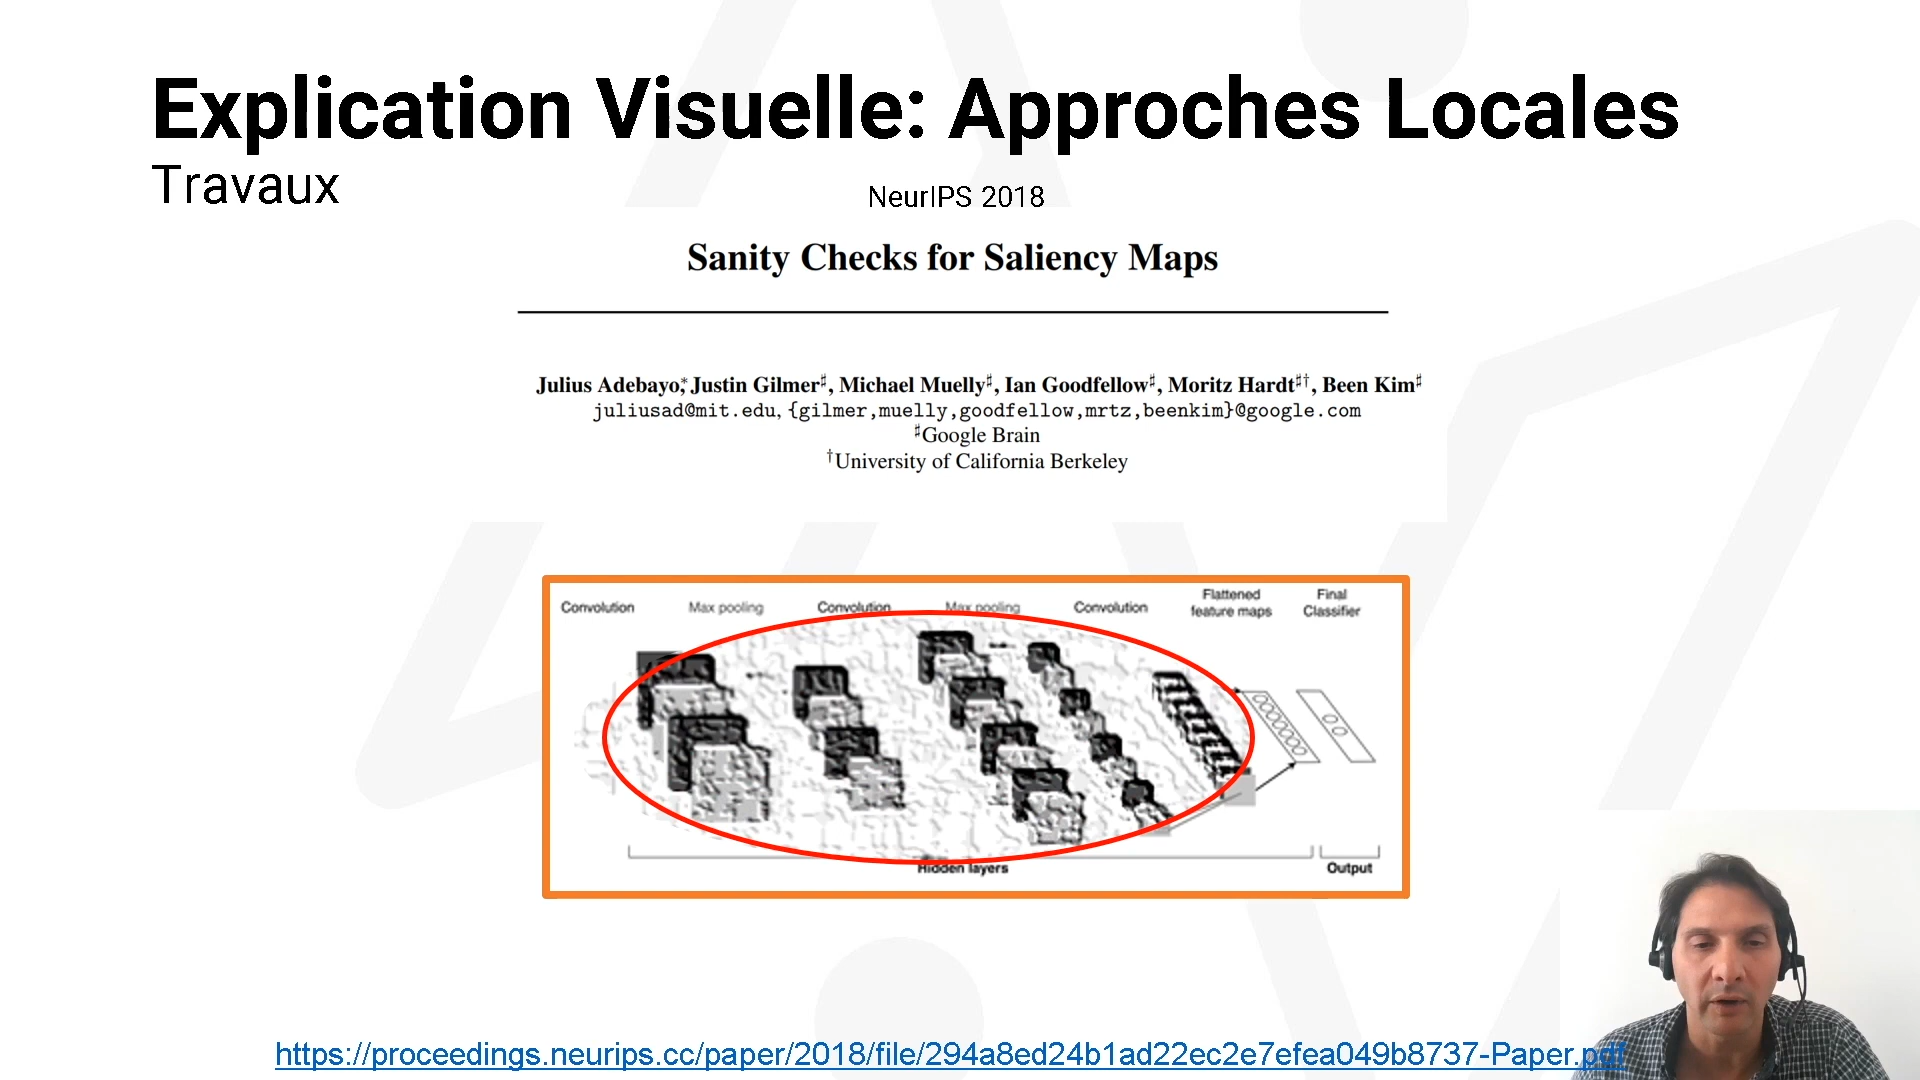 Explication Visuelle: Approches Locales
Travaux
NeurIPS 2018
Sanity Checks for Saliency Maps
Julius Adebayo,* Justin Gilmer♯, Michael Muelly♯, Ian Goodfellow♯, Moritz Hardt♯†, Been Kim♯
juliusad@mit.edu, {gilmer,muelly,goodfellow,mrtz,beenkim}@google.com
♯Google Brain
†University of California Berkeley
Convolution Max pooling Convolution Max pooling Convolution Flattened feature maps Final Classifier
Hidden layers Output
https://proceedings.neurips.cc/paper/2018/file/294a8ed24b1ad22ec2e7efea049b8737-Paper.pdf